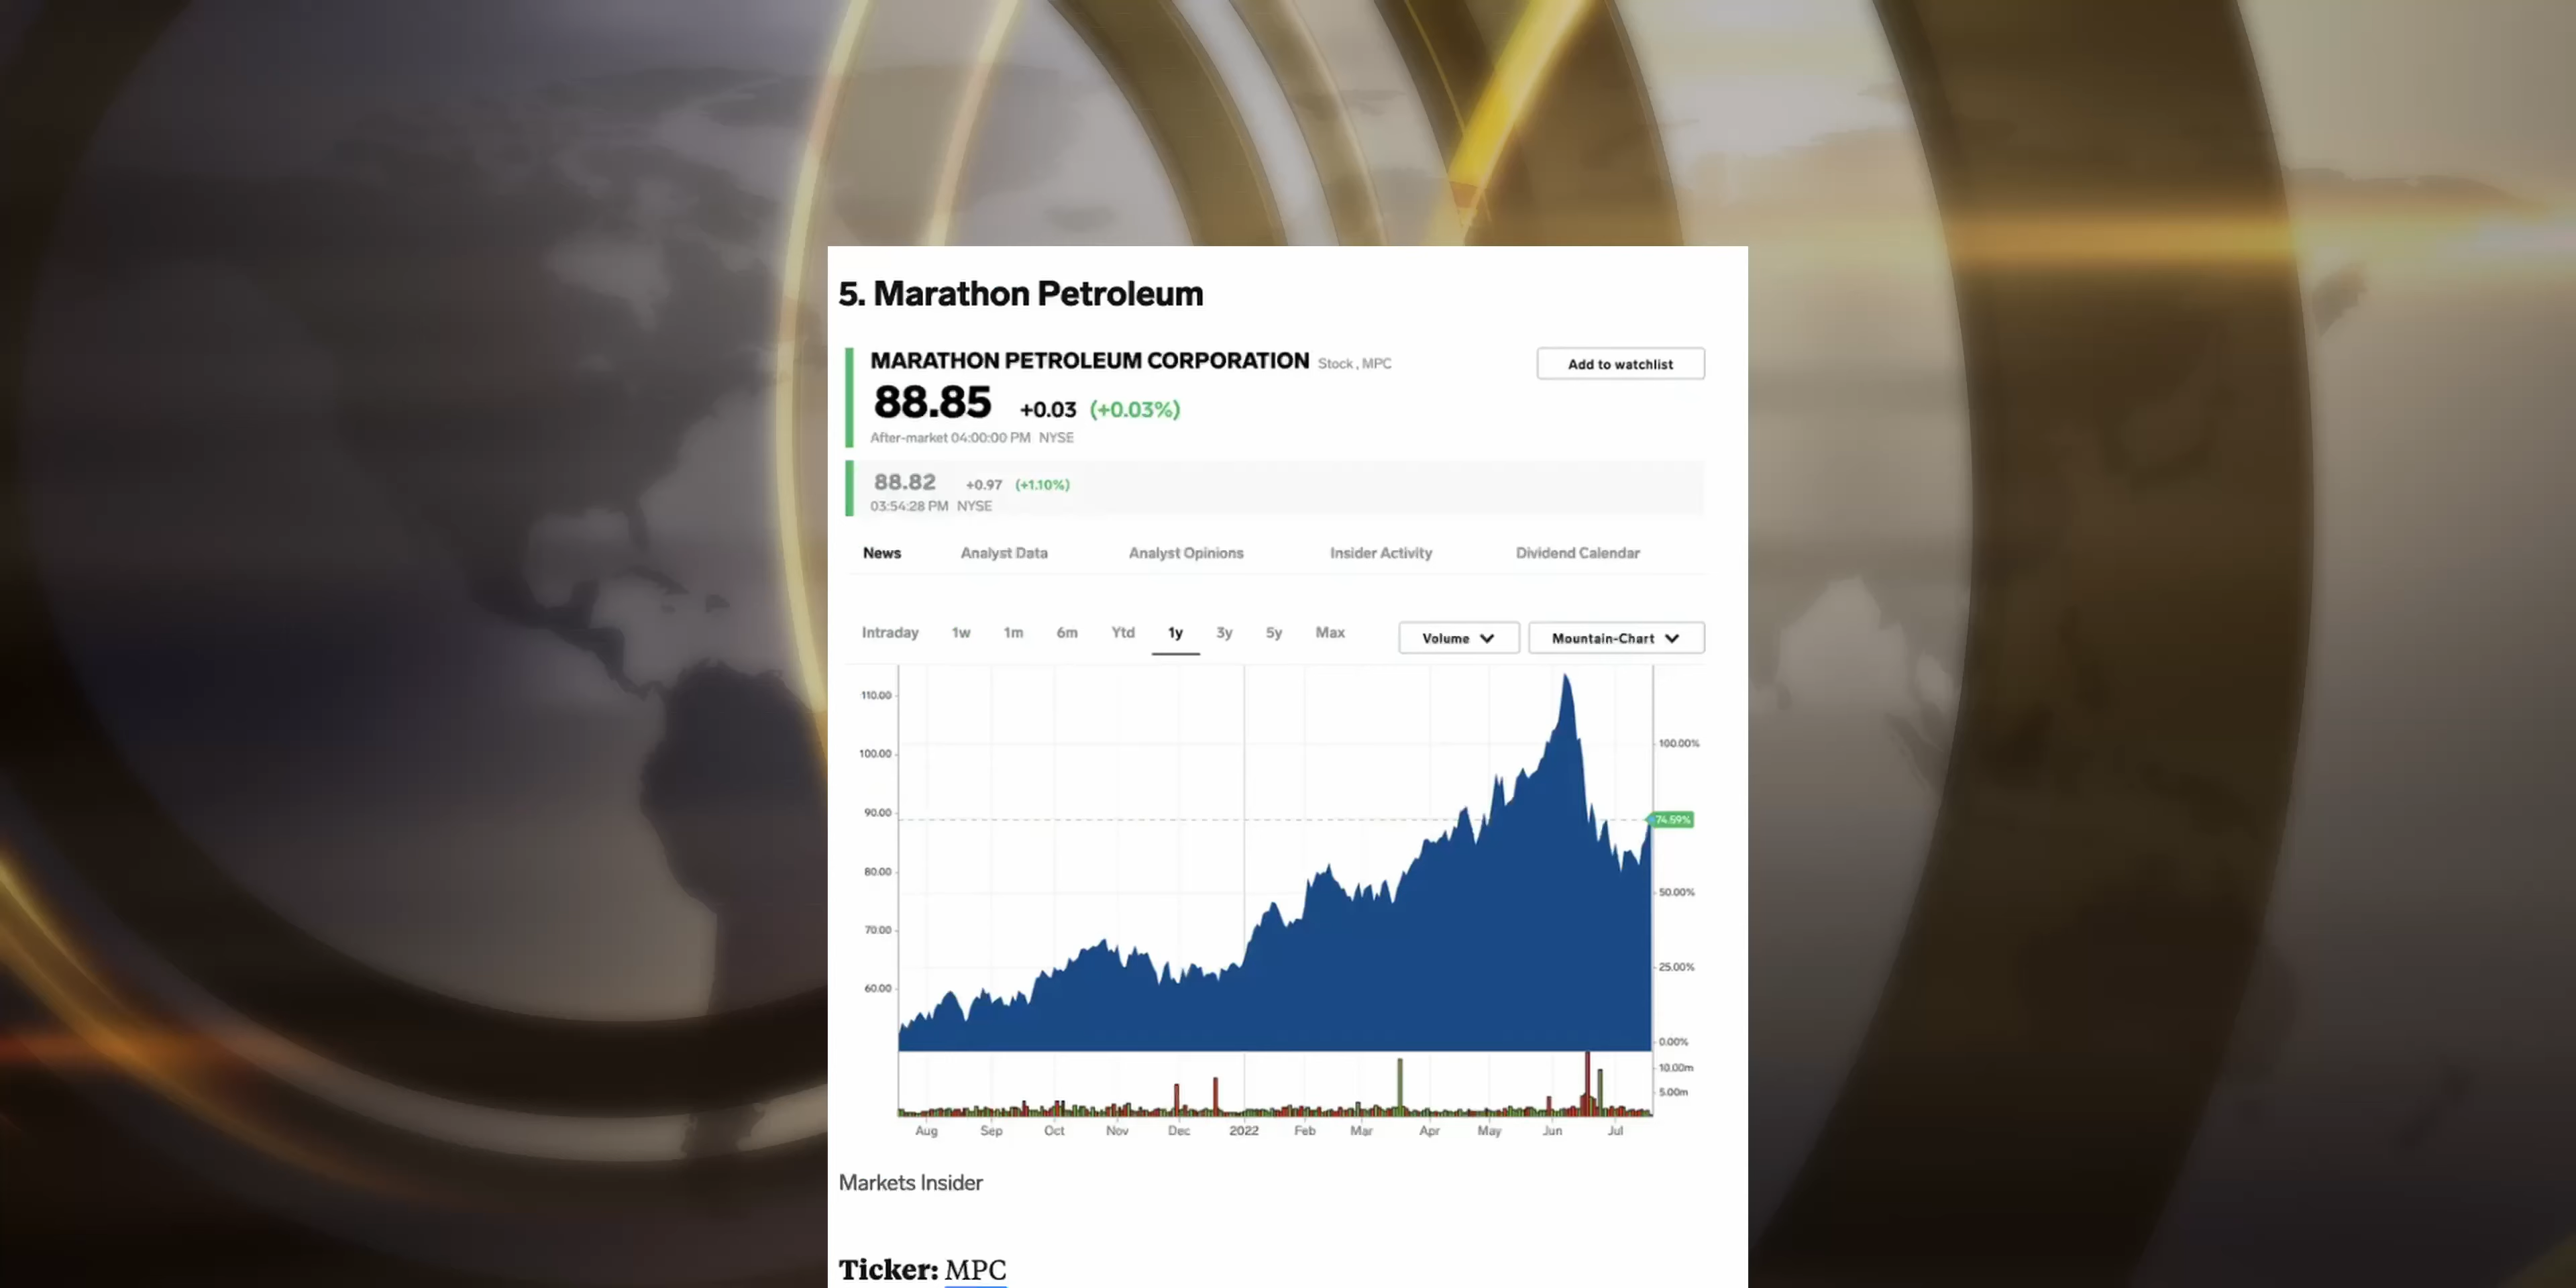 5. Marathon Petroleum
MARATHON PETROLEUM CORPORATION Stock, MPC
Add to watchlist
88.85 +0.03 (+0.03%)
After-market 04:00:00 PM NYSE
88.82 +0.97 (+1.10%)
03:54:28 PM NYSE
News Analyst Data Analyst Opinions Insider Activity Dividend Calendar
Intraday 1w 1m 6m Ytd 1y 3y 5y Max Volume Mountain-Chart
110.00
100.00%
100.00
90.00
74.59%
80.00
50.00%
70.00
25.00%
60.00
0.00%
10.00m
5.00m
Aug Sep Oct Nov Dec 2022 Feb Mar Apr May Jun Jul
Markets Insider
Ticker: MPC